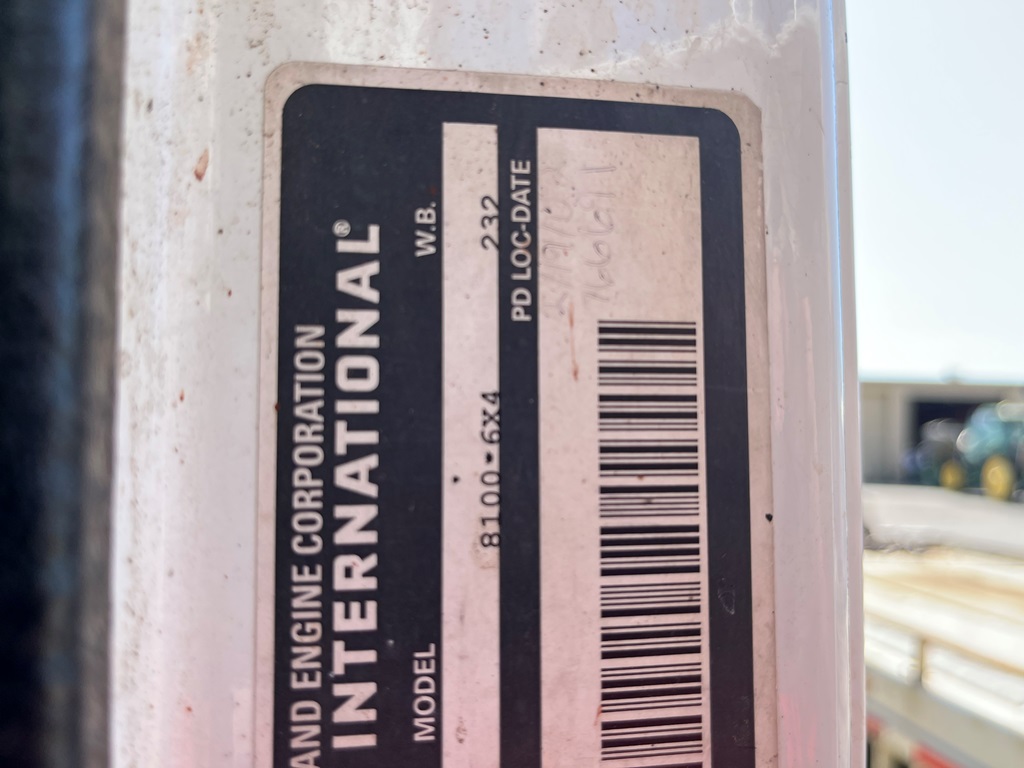 AND ENGINE CORPORATION
INTERNATIONAL®
MODEL W.B.
8100-6X4 232
PD LOC-DATE